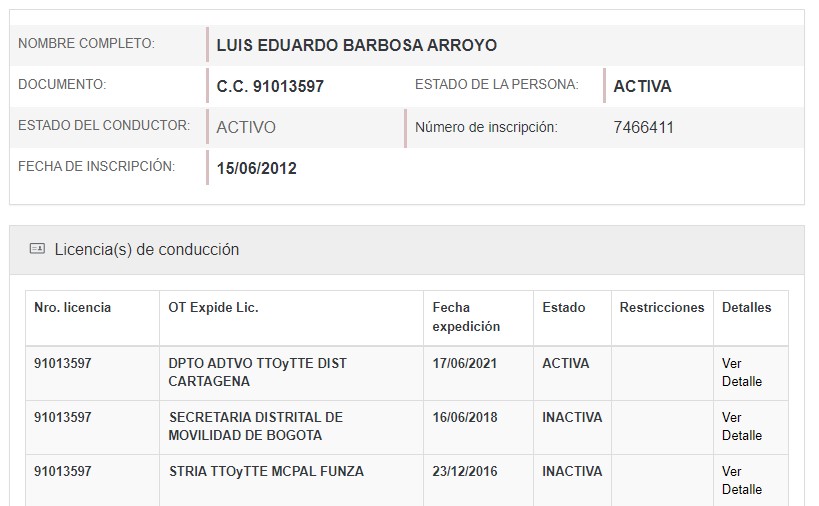 NOMBRE COMPLETO: LUIS EDUARDO BARBOSA ARROYO
DOCUMENTO: C.C. 91013597 ESTADO DE LA PERSONA: ACTIVA
ESTADO DEL CONDUCTOR: ACTIVO Número de inscripción: 7466411
FECHA DE INSCRIPCIÓN: 15/06/2012
Licencia(s) de conducción
Nro. licencia OT Expide Lic. Fecha Estado Restricciones Detalles
expedición
91013597 DPTO ADTVO TTOyTTE DIST 17/06/2021 ACTIVA Ver
CARTAGENA Detalle
91013597 SECRETARIA DISTRITAL DE 16/06/2018 INACTIVA Ver
MOVILIDAD DE BOGOTA Detalle
91013597 STRIA TTOyTTE MCPAL FUNZA 23/12/2016 INACTIVA Ver
Detalle